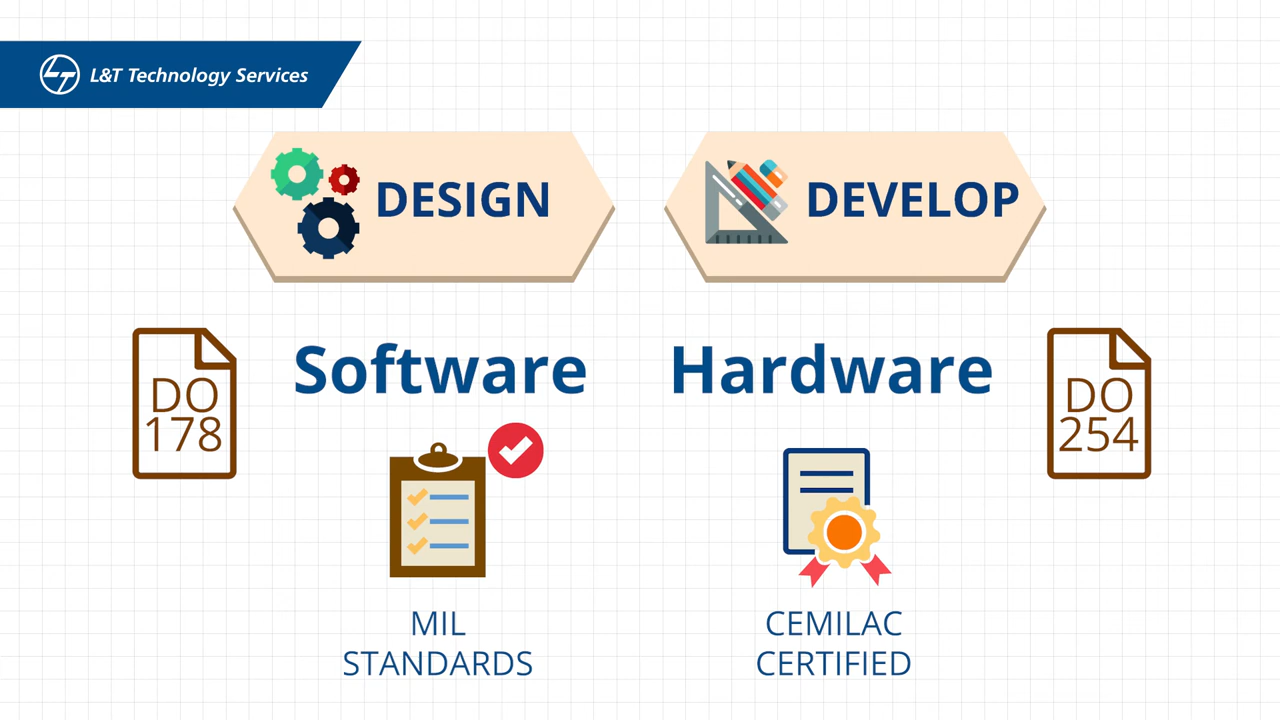 L&T Technology Services
DESIGN
DEVELOP
Software
Hardware
DO
178
DO
254
MIL
STANDARDS
CEMILAC
CERTIFIED